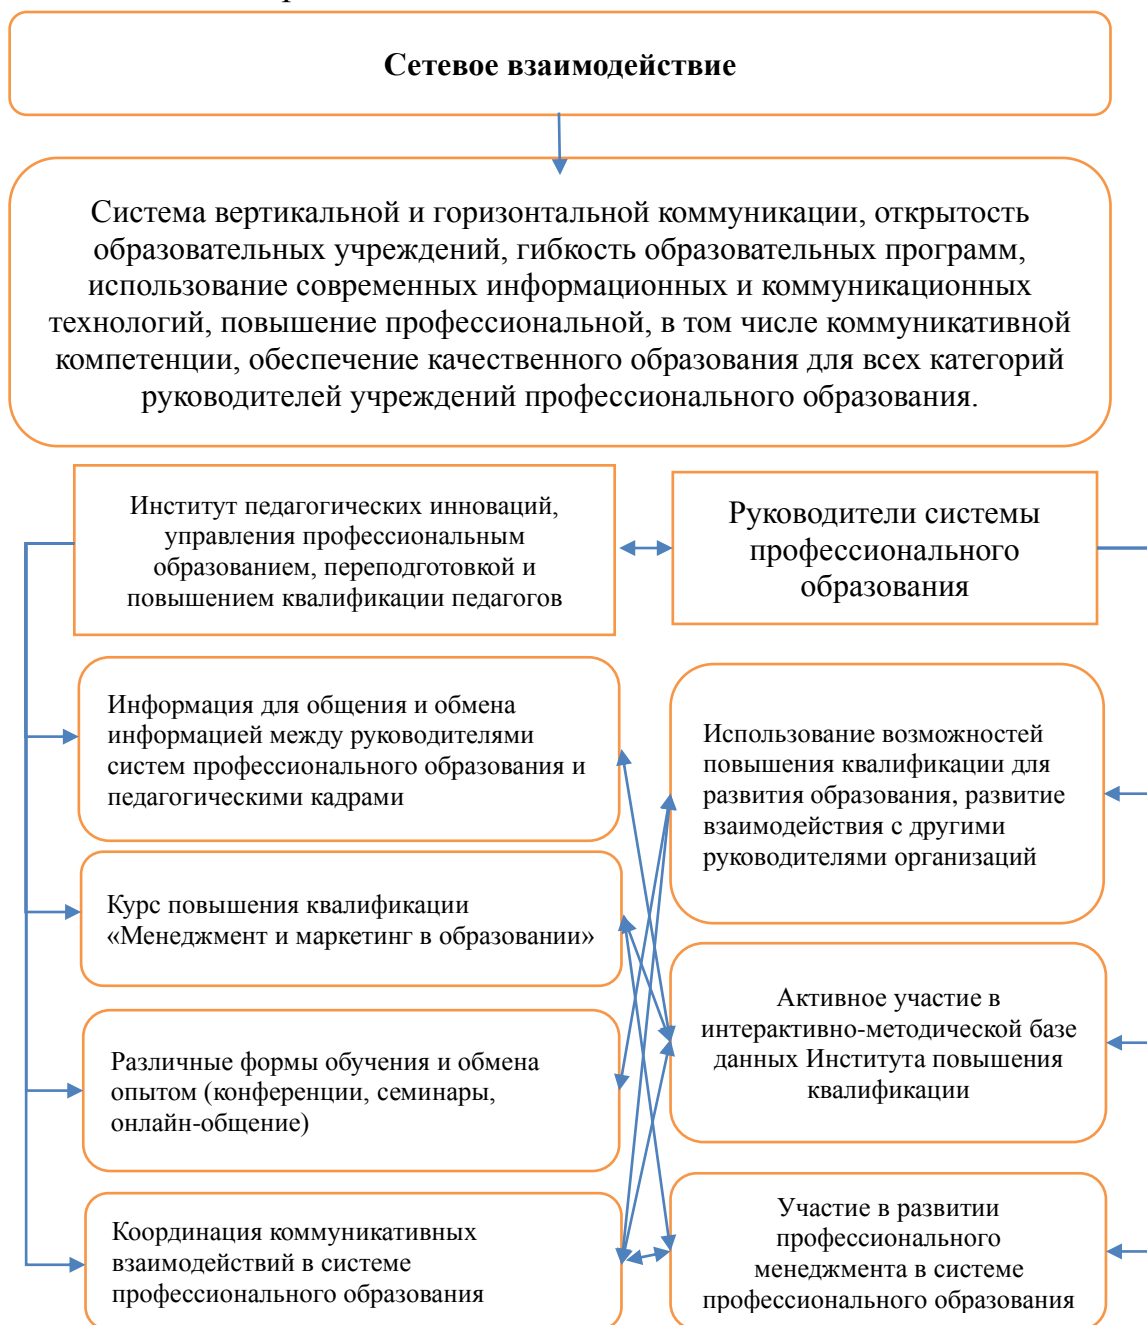 Сетевое взаимодействие
Система вертикальной и горизонтальной коммуникации, открытость
образовательных учреждений, гибкость образовательных программ,
использование современных информационных и коммуникационных
технологий, повышение профессиональной, в том числе коммуникативной
компетенции, обеспечение качественного образования для всех категорий
руководителей учреждений профессионального образования.
Институт педагогических инноваций,
управления профессиональным
образованием, переподготовкой и
повышением квалификации педагогов
Руководители системы
профессионального
образования
Информация для общения и обмена
информацией между руководителями
систем профессионального образования и
педагогическими кадрами
Использование возможностей
повышения квалификации для
развития образования, развитие
взаимодействия с другими
руководителями организаций
Курс повышения квалификации
«Менеджмент и маркетинг в образовании»
Активное участие в
интерактивно-методической базе
данных Института повышения
квалификации
Различные формы обучения и обмена
опытом (конференции, семинары,
онлайн-общение)
Координация коммуникативных
взаимодействий в системе
профессионального образования
Участие в развитии
профессионального
менеджмента в системе
профессионального образования